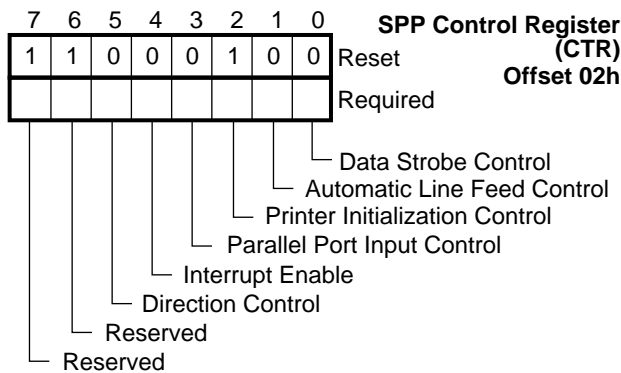 7 6 5 4 3 2 1 0
SPP Control Register
(CTR)
Offset 02h
1 1 0 0 0 1 0 0 Reset
Required
Data Strobe Control
Automatic Line Feed Control
Printer Initialization Control
Parallel Port Input Control
Interrupt Enable
Direction Control
Reserved
Reserved